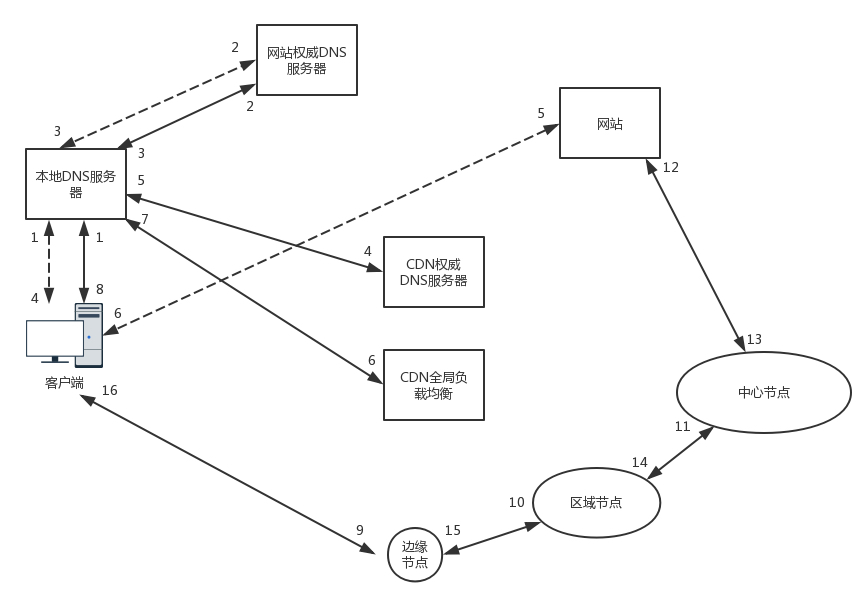 2
网站权威DNS
服务器
5
网站
2
3
3
本地DNS服务
器
5
12
7
1
1
4
CDN权威
DNS服务器
8
4
6
13
6
CDN全局负
载均衡
客户端
16
中心节点
11
14
10
区域节点
9
15
边缘
节点